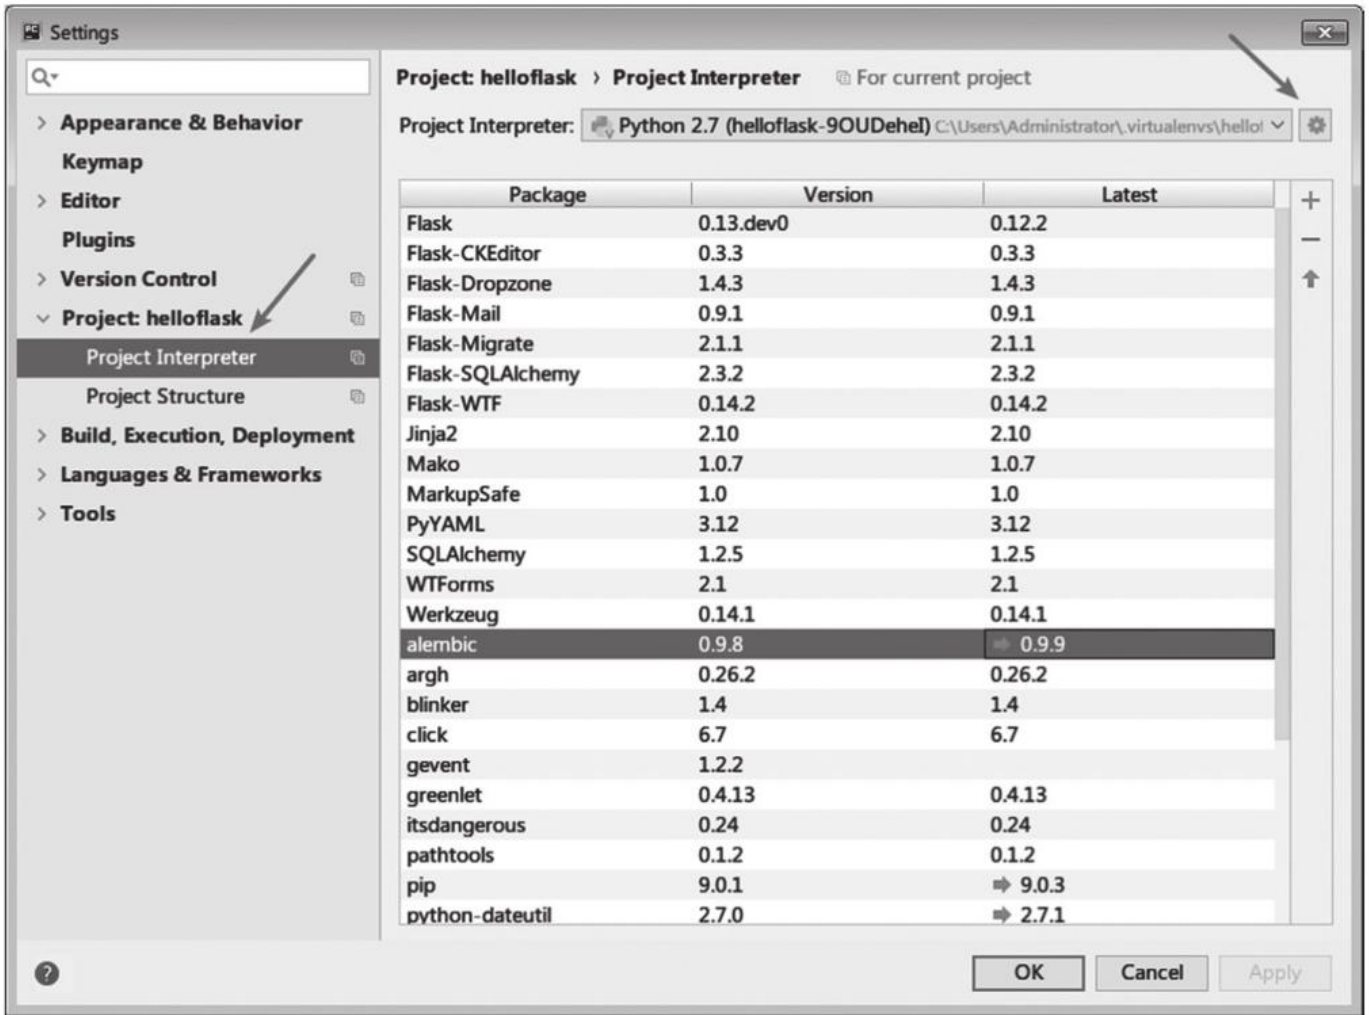 PC Settings
Project: helloflask › Project Interpreter For current project
Project Interpreter: Python 2.7 (helloflask-9OUDeheI) C:\Users\Administrator\.virtualenvs\hellof
> Appearance & Behavior
Keymap
> Editor
Plugins
> Version Control
Project: helloflask
Project Interpreter
Project Structure
> Build, Execution, Deployment
> Languages & Frameworks
> Tools
Package Version Latest
Flask 0.13.dev0 0.12.2
Flask-CKEditor 0.3.3 0.3.3
Flask-Dropzone 1.4.3 1.4.3
Flask-Mail 0.9.1 0.9.1
Flask-Migrate 2.1.1 2.1.1
Flask-SQLAlchemy 2.3.2 2.3.2
Flask-WTF 0.14.2 0.14.2
Jinja2 2.10 2.10
Mako 1.0.7 1.0.7
MarkupSafe 1.0 1.0
PyYAML 3.12 3.12
SQLAlchemy 1.2.5 1.2.5
WTForms 2.1 2.1
Werkzeug 0.14.1 0.14.1
alembic 0.9.8 0.9.9
argh 0.26.2 0.26.2
blinker 1.4 1.4
click 6.7 6.7
gevent 1.2.2
greenlet 0.4.13 0.4.13
itsdangerous 0.24 0.24
pathtools 0.1.2 0.1.2
pip 9.0.1 9.0.3
python-dateutil 2.7.0 2.7.1
? OK Cancel Apply